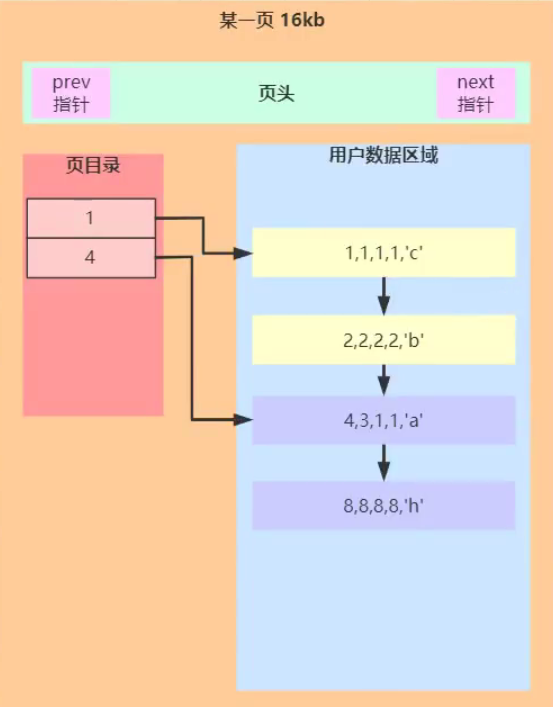 某一页 16kb
prev
指针
页头
next
指针
页目录
1
4
用户数据区域
1,1,1,1,'c'
2,2,2,2,'b'
4,3,1,1,'a'
8,8,8,8,'h'